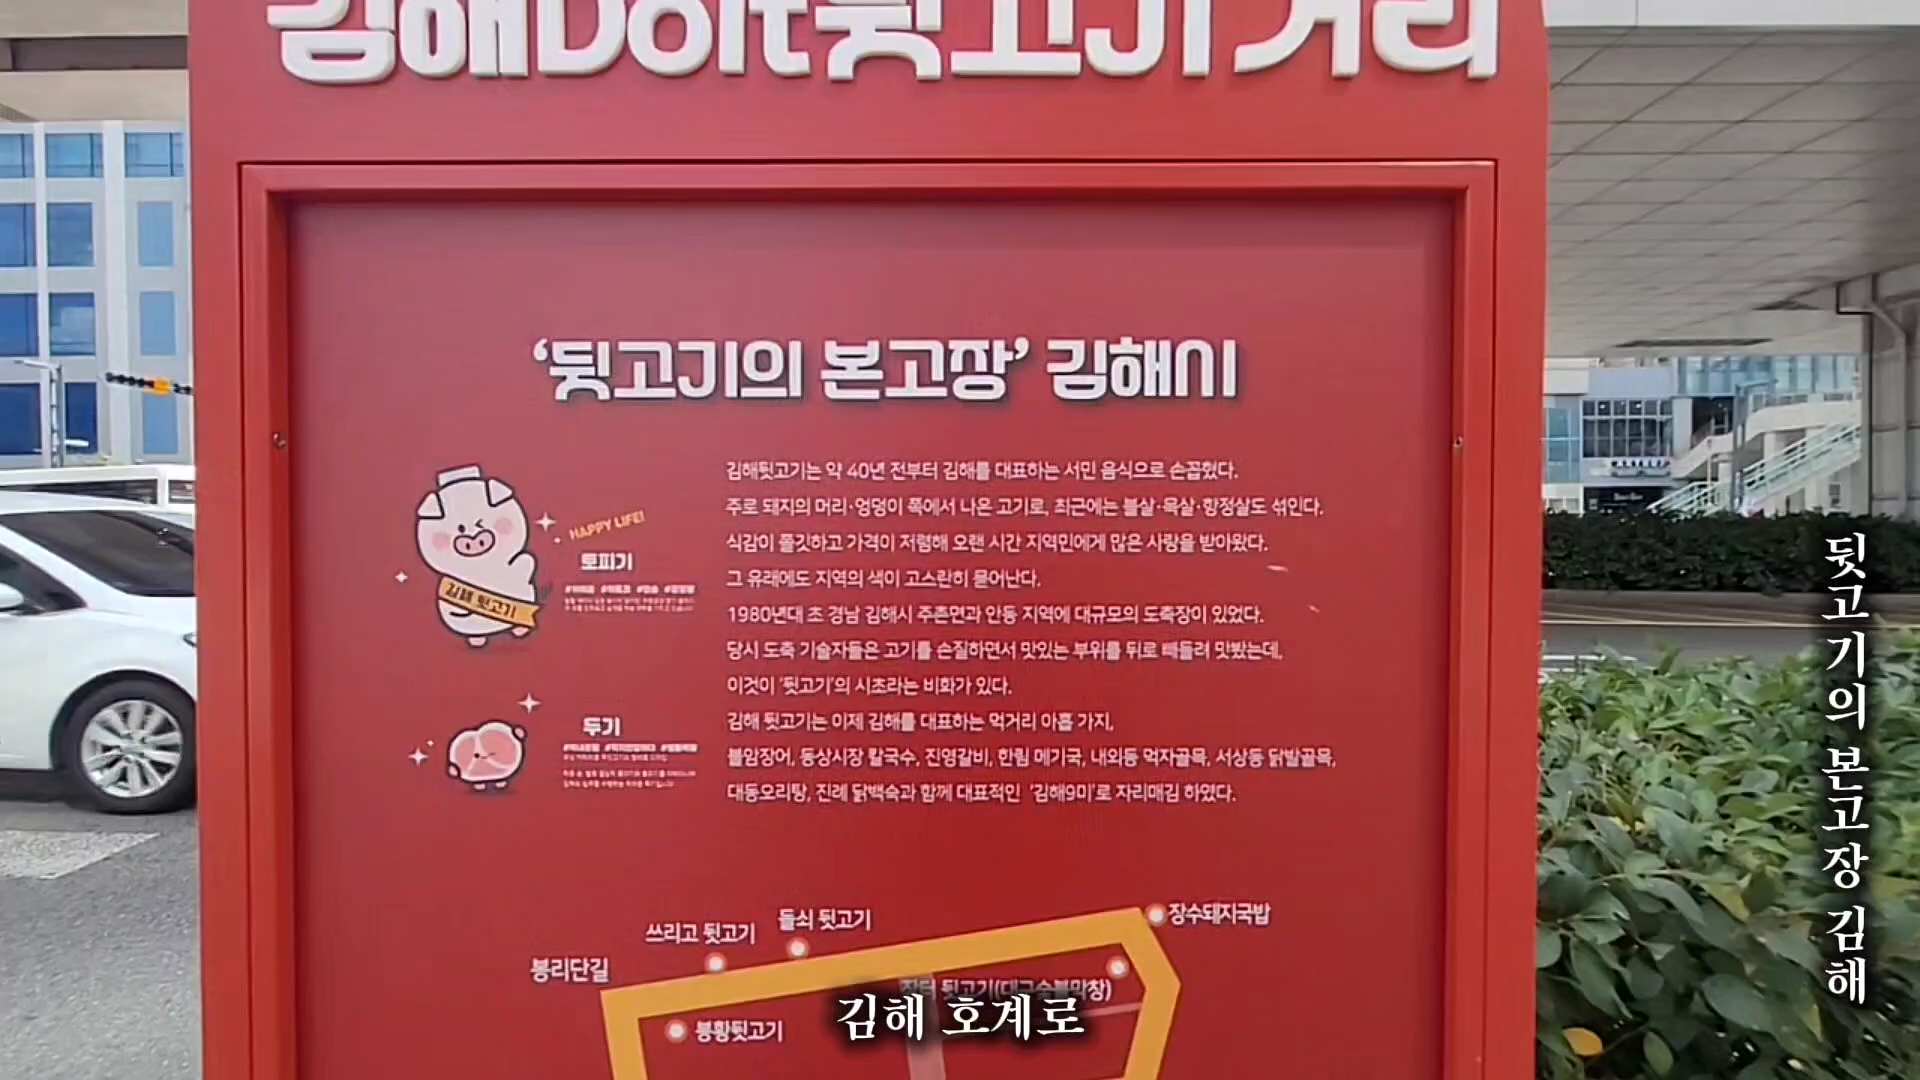 김해Doit뒷고기 거리
‘뒷고기의 본고장’ 김해시
김해뒷고기는 약 40년 전부터 김해를 대표하는 서민 음식으로 손꼽혔다.
주로 돼지의 머리·엉덩이 쪽에서 나온 고기로, 최근에는 볼살·목살·항정살도 섞인다.
식감이 쫄깃하고 가격이 저렴해 오랜 시간 지역민에게 많은 사랑을 받아왔다.
그 유래에도 지역의 색이 고스란히 묻어난다.
1980년대 초 경남 김해시 주촌면과 안동 지역에 대규모의 도축장이 있었다.
당시 도축 기술자들은 고기를 손질하면서 맛있는 부위를 뒤로 빼돌려 맛봤는데,
이것이 ‘뒷고기’의 시초라는 비화가 있다.
김해 뒷고기는 이제 김해를 대표하는 먹거리 아홉 가지,
불암장어, 동상시장 칼국수, 진영갈비, 한림 메기국, 내외동 먹자골목, 서상동 닭발골목,
대동오리탕, 진례 닭백숙과 함께 대표적인 ‘김해9미’로 자리매김 하였다.
HAPPY LIFE!
토피기
김해 뒷고기
두기
쓰리고 뒷고기
들쇠 뒷고기
장수돼지국밥
봉리단길
뒷고기(대구숯불막창)
봉황뒷고기
김해 호계로
뒷고기의 본고장 김해